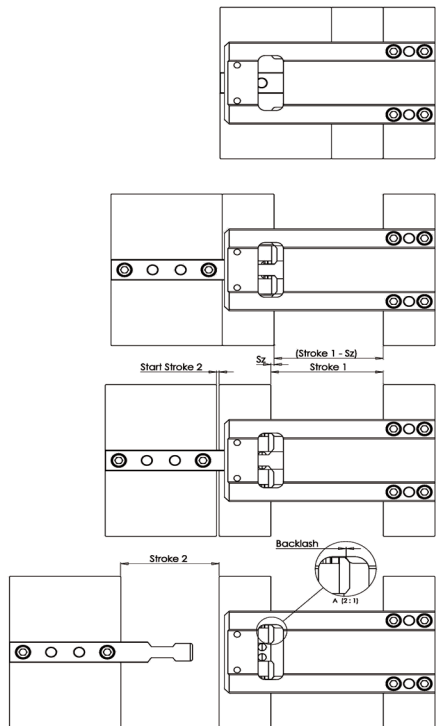 (Stroke 1 - Sz)
Sz
Start Stroke 2
Stroke 1
Backlash
Stroke 2
A (2 : 1)